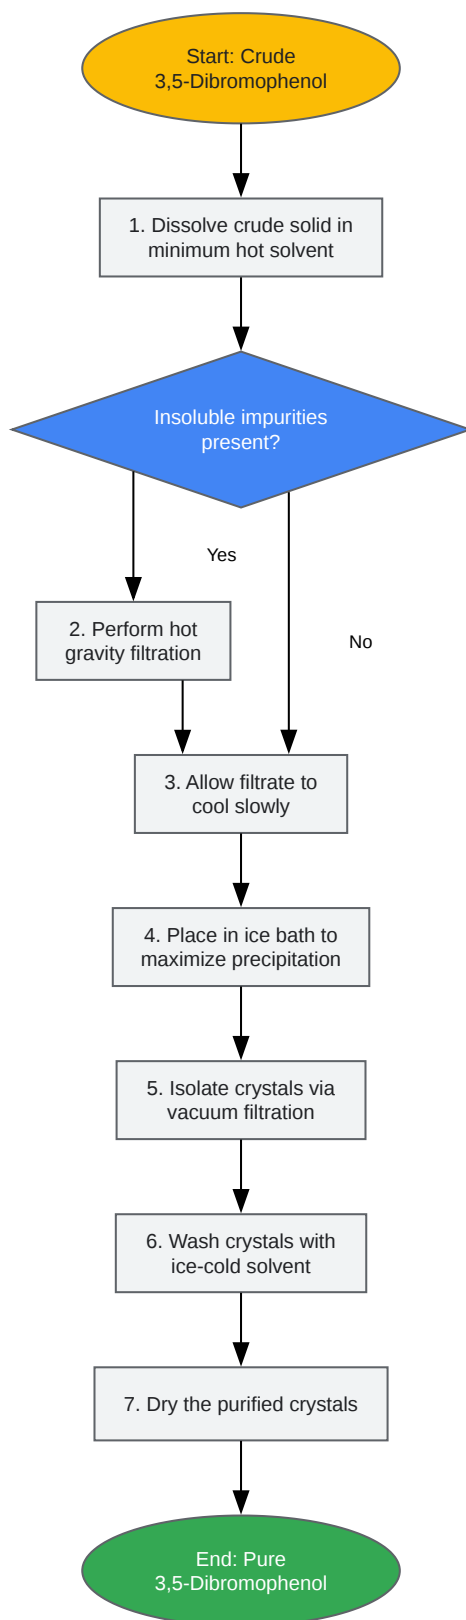 Start: Crude
3,5-Dibromophenol
1. Dissolve crude solid in
minimum hot solvent
Insoluble impurities
present?
Yes
2. Perform hot
gravity filtration
No
3. Allow filtrate to
cool slowly
4. Place in ice bath to
maximize precipitation
5. Isolate crystals via
vacuum filtration
6. Wash crystals with
ice-cold solvent
7. Dry the purified crystals
End: Pure
3,5-Dibromophenol